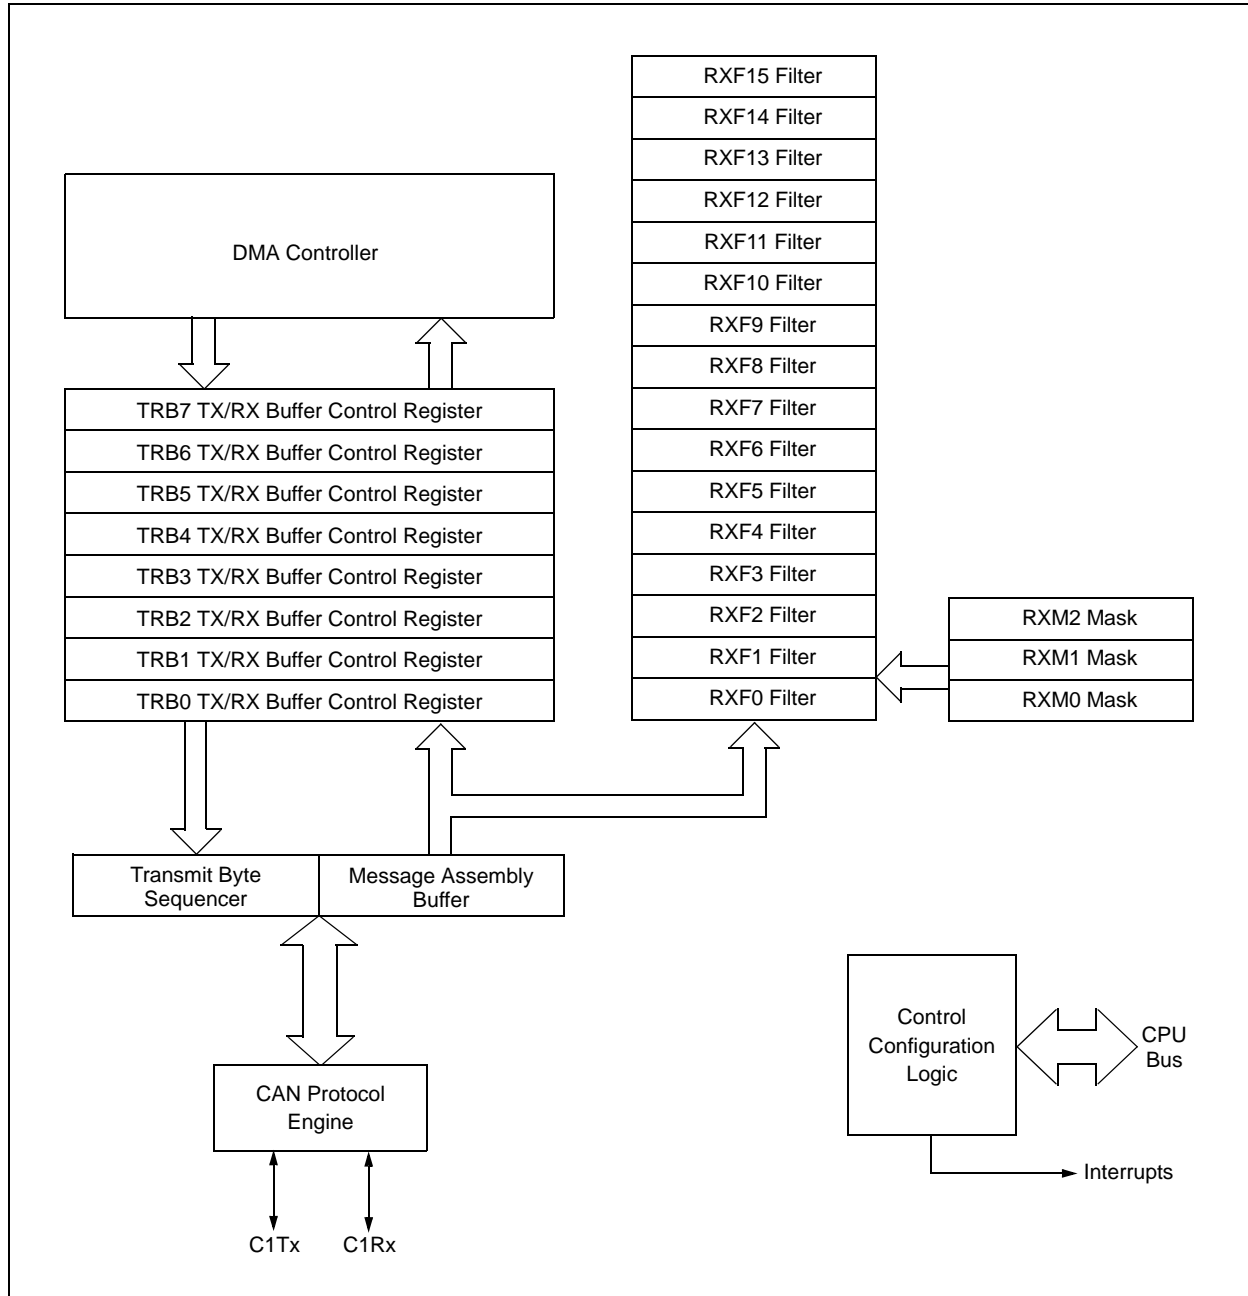 DMA Controller
TRB7 TX/RX Buffer Control Register
TRB6 TX/RX Buffer Control Register
TRB5 TX/RX Buffer Control Register
TRB4 TX/RX Buffer Control Register
TRB3 TX/RX Buffer Control Register
TRB2 TX/RX Buffer Control Register
TRB1 TX/RX Buffer Control Register
TRB0 TX/RX Buffer Control Register
RXF15 Filter
RXF14 Filter
RXF13 Filter
RXF12 Filter
RXF11 Filter
RXF10 Filter
RXF9 Filter
RXF8 Filter
RXF7 Filter
RXF6 Filter
RXF5 Filter
RXF4 Filter
RXF3 Filter
RXF2 Filter
RXF1 Filter
RXF0 Filter
RXM2 Mask
RXM1 Mask
RXM0 Mask
Transmit Byte
Sequencer
Message Assembly
Buffer
CAN Protocol
Engine
C1Tx
C1Rx
Control
Configuration
Logic
CPU
Bus
Interrupts